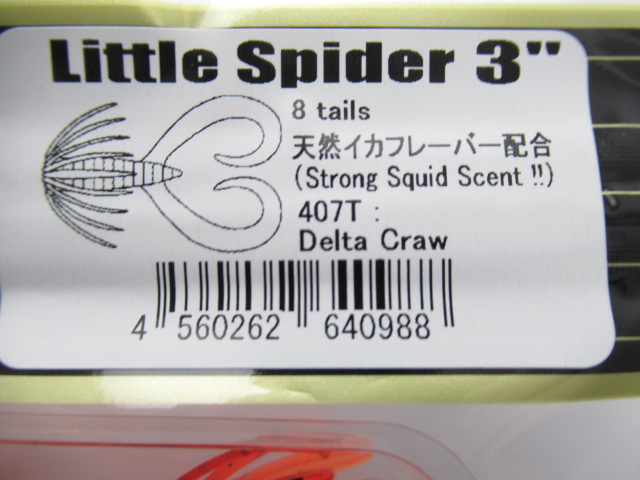 Little Spider 3"
8 tails
天然イカフレーバー配合
(Strong Squid Scent !!)
407T :
Delta Craw
4 560262 640988